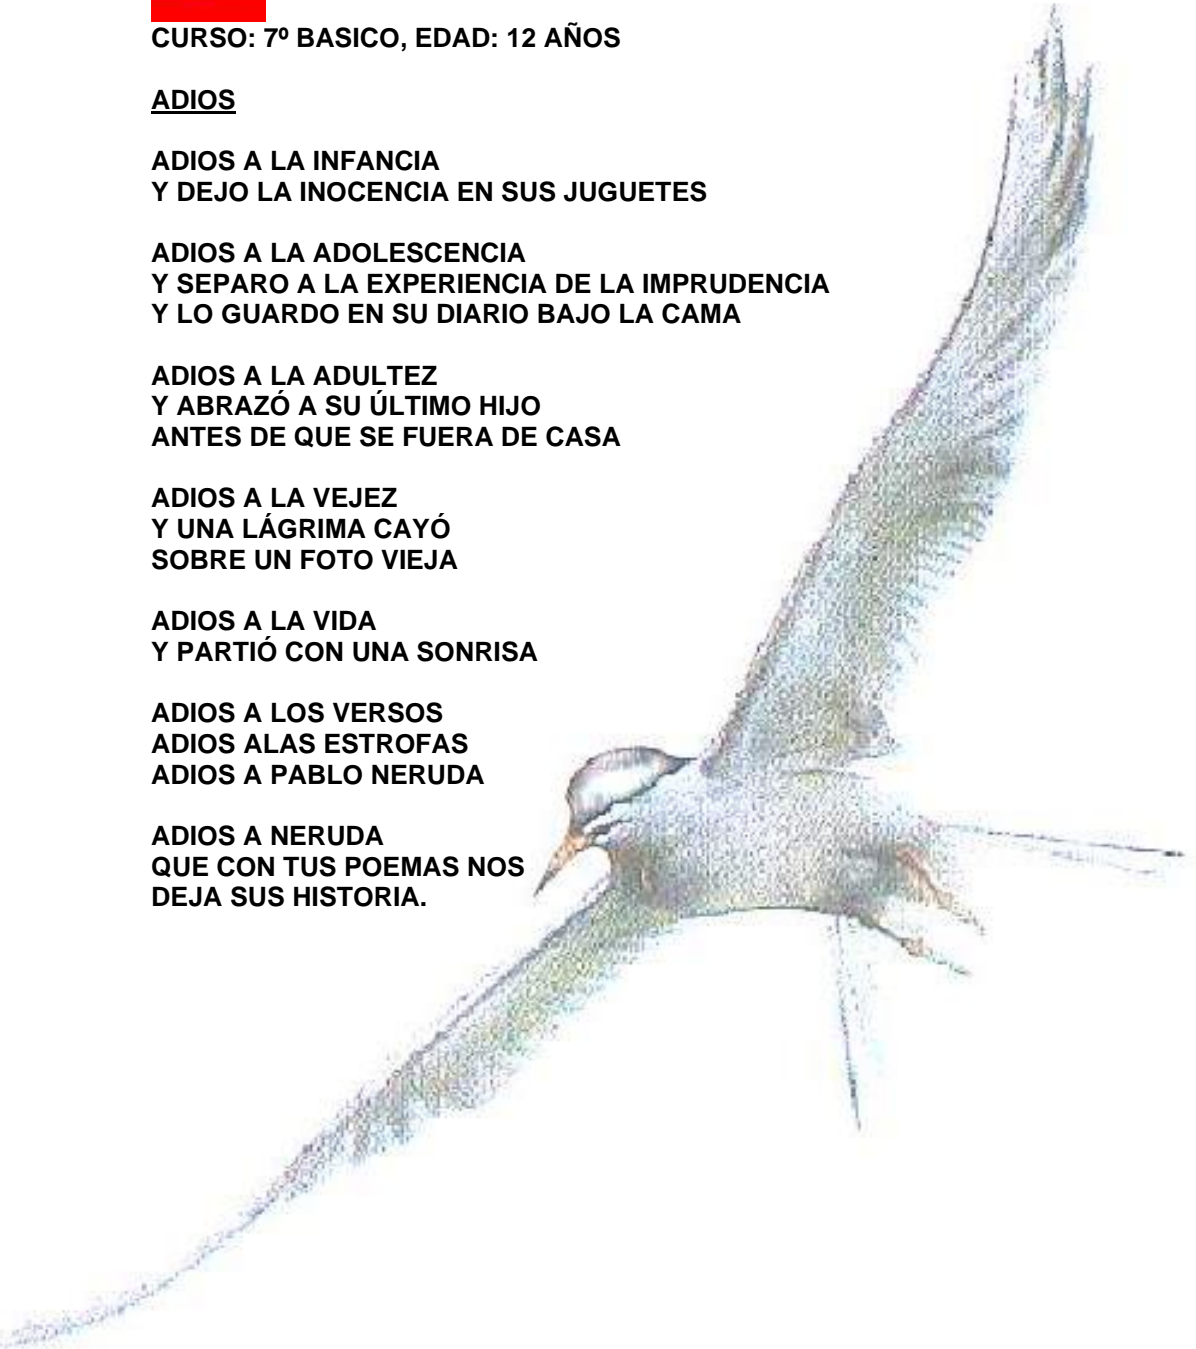 CURSO: 7º BASICO, EDAD: 12 AÑOS
ADIOS
ADIOS A LA INFANCIA
Y DEJO LA INOCENCIA EN SUS JUGUETES
ADIOS A LA ADOLESCENCIA
Y SEPARO A LA EXPERIENCIA DE LA IMPRUDENCIA
Y LO GUARDO EN SU DIARIO BAJO LA CAMA
ADIOS A LA ADULTEZ
Y ABRAZÓ A SU ÚLTIMO HIJO
ANTES DE QUE SE FUERA DE CASA
ADIOS A LA VEJEZ
Y UNA LÁGRIMA CAYÓ
SOBRE UN FOTO VIEJA
ADIOS A LA VIDA
Y PARTIÓ CON UNA SONRISA
ADIOS A LOS VERSOS
ADIOS ALAS ESTROFAS
ADIOS A PABLO NERUDA
ADIOS A NERUDA
QUE CON TUS POEMAS NOS
DEJA SUS HISTORIA.